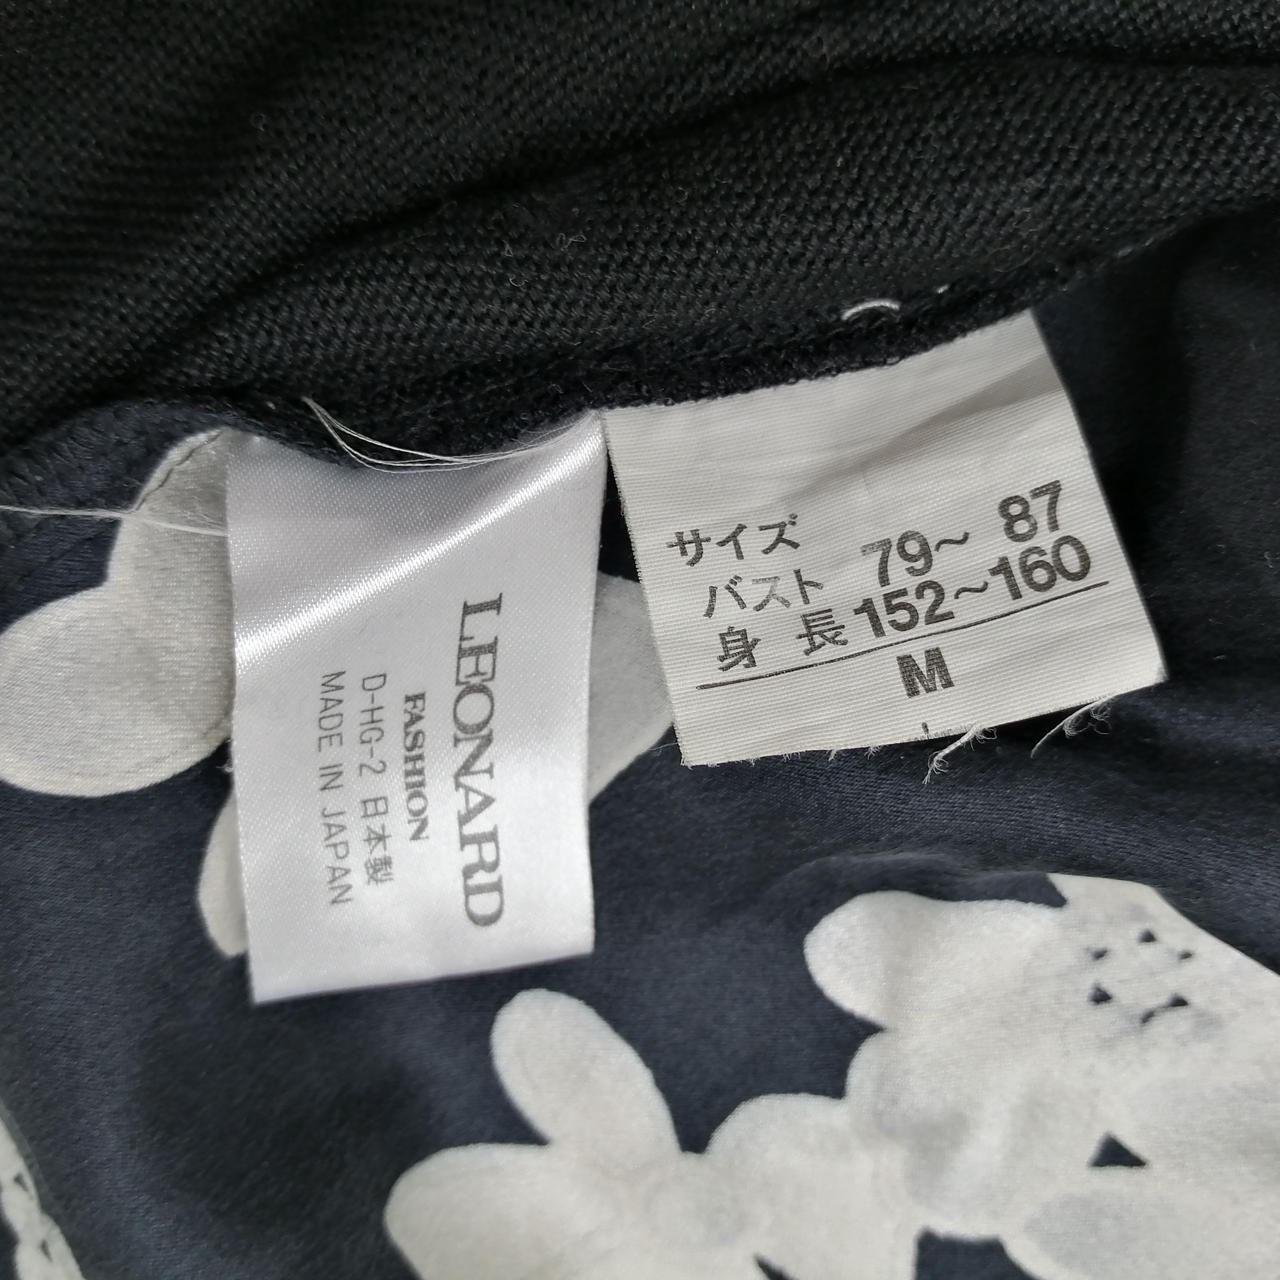 LEONARD
FASHION
D-HG-2 日本製
MADE IN JAPAN
サイズ
バスト 79~ 87
身 長 152~160
M